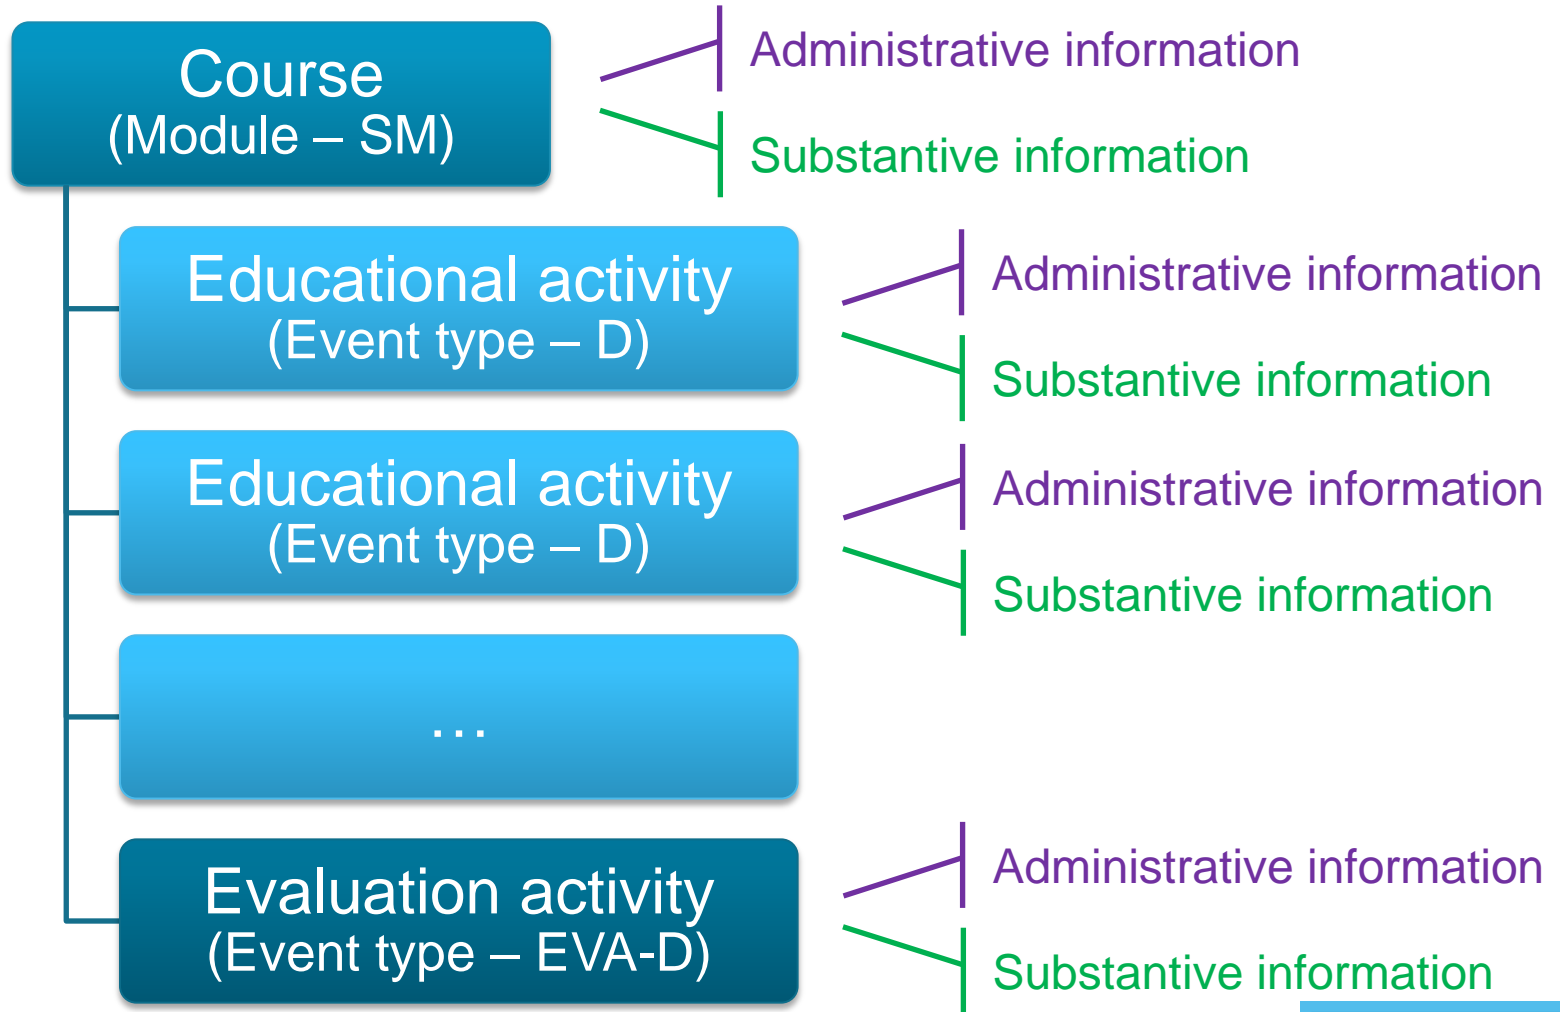 Course
(Module – SM)
Administrative information
Substantive information
Educational activity
(Event type – D)
Administrative information
Substantive information
Educational activity
(Event type – D)
Administrative information
Substantive information
…
Evaluation activity
(Event type – EVA-D)
Administrative information
Substantive information